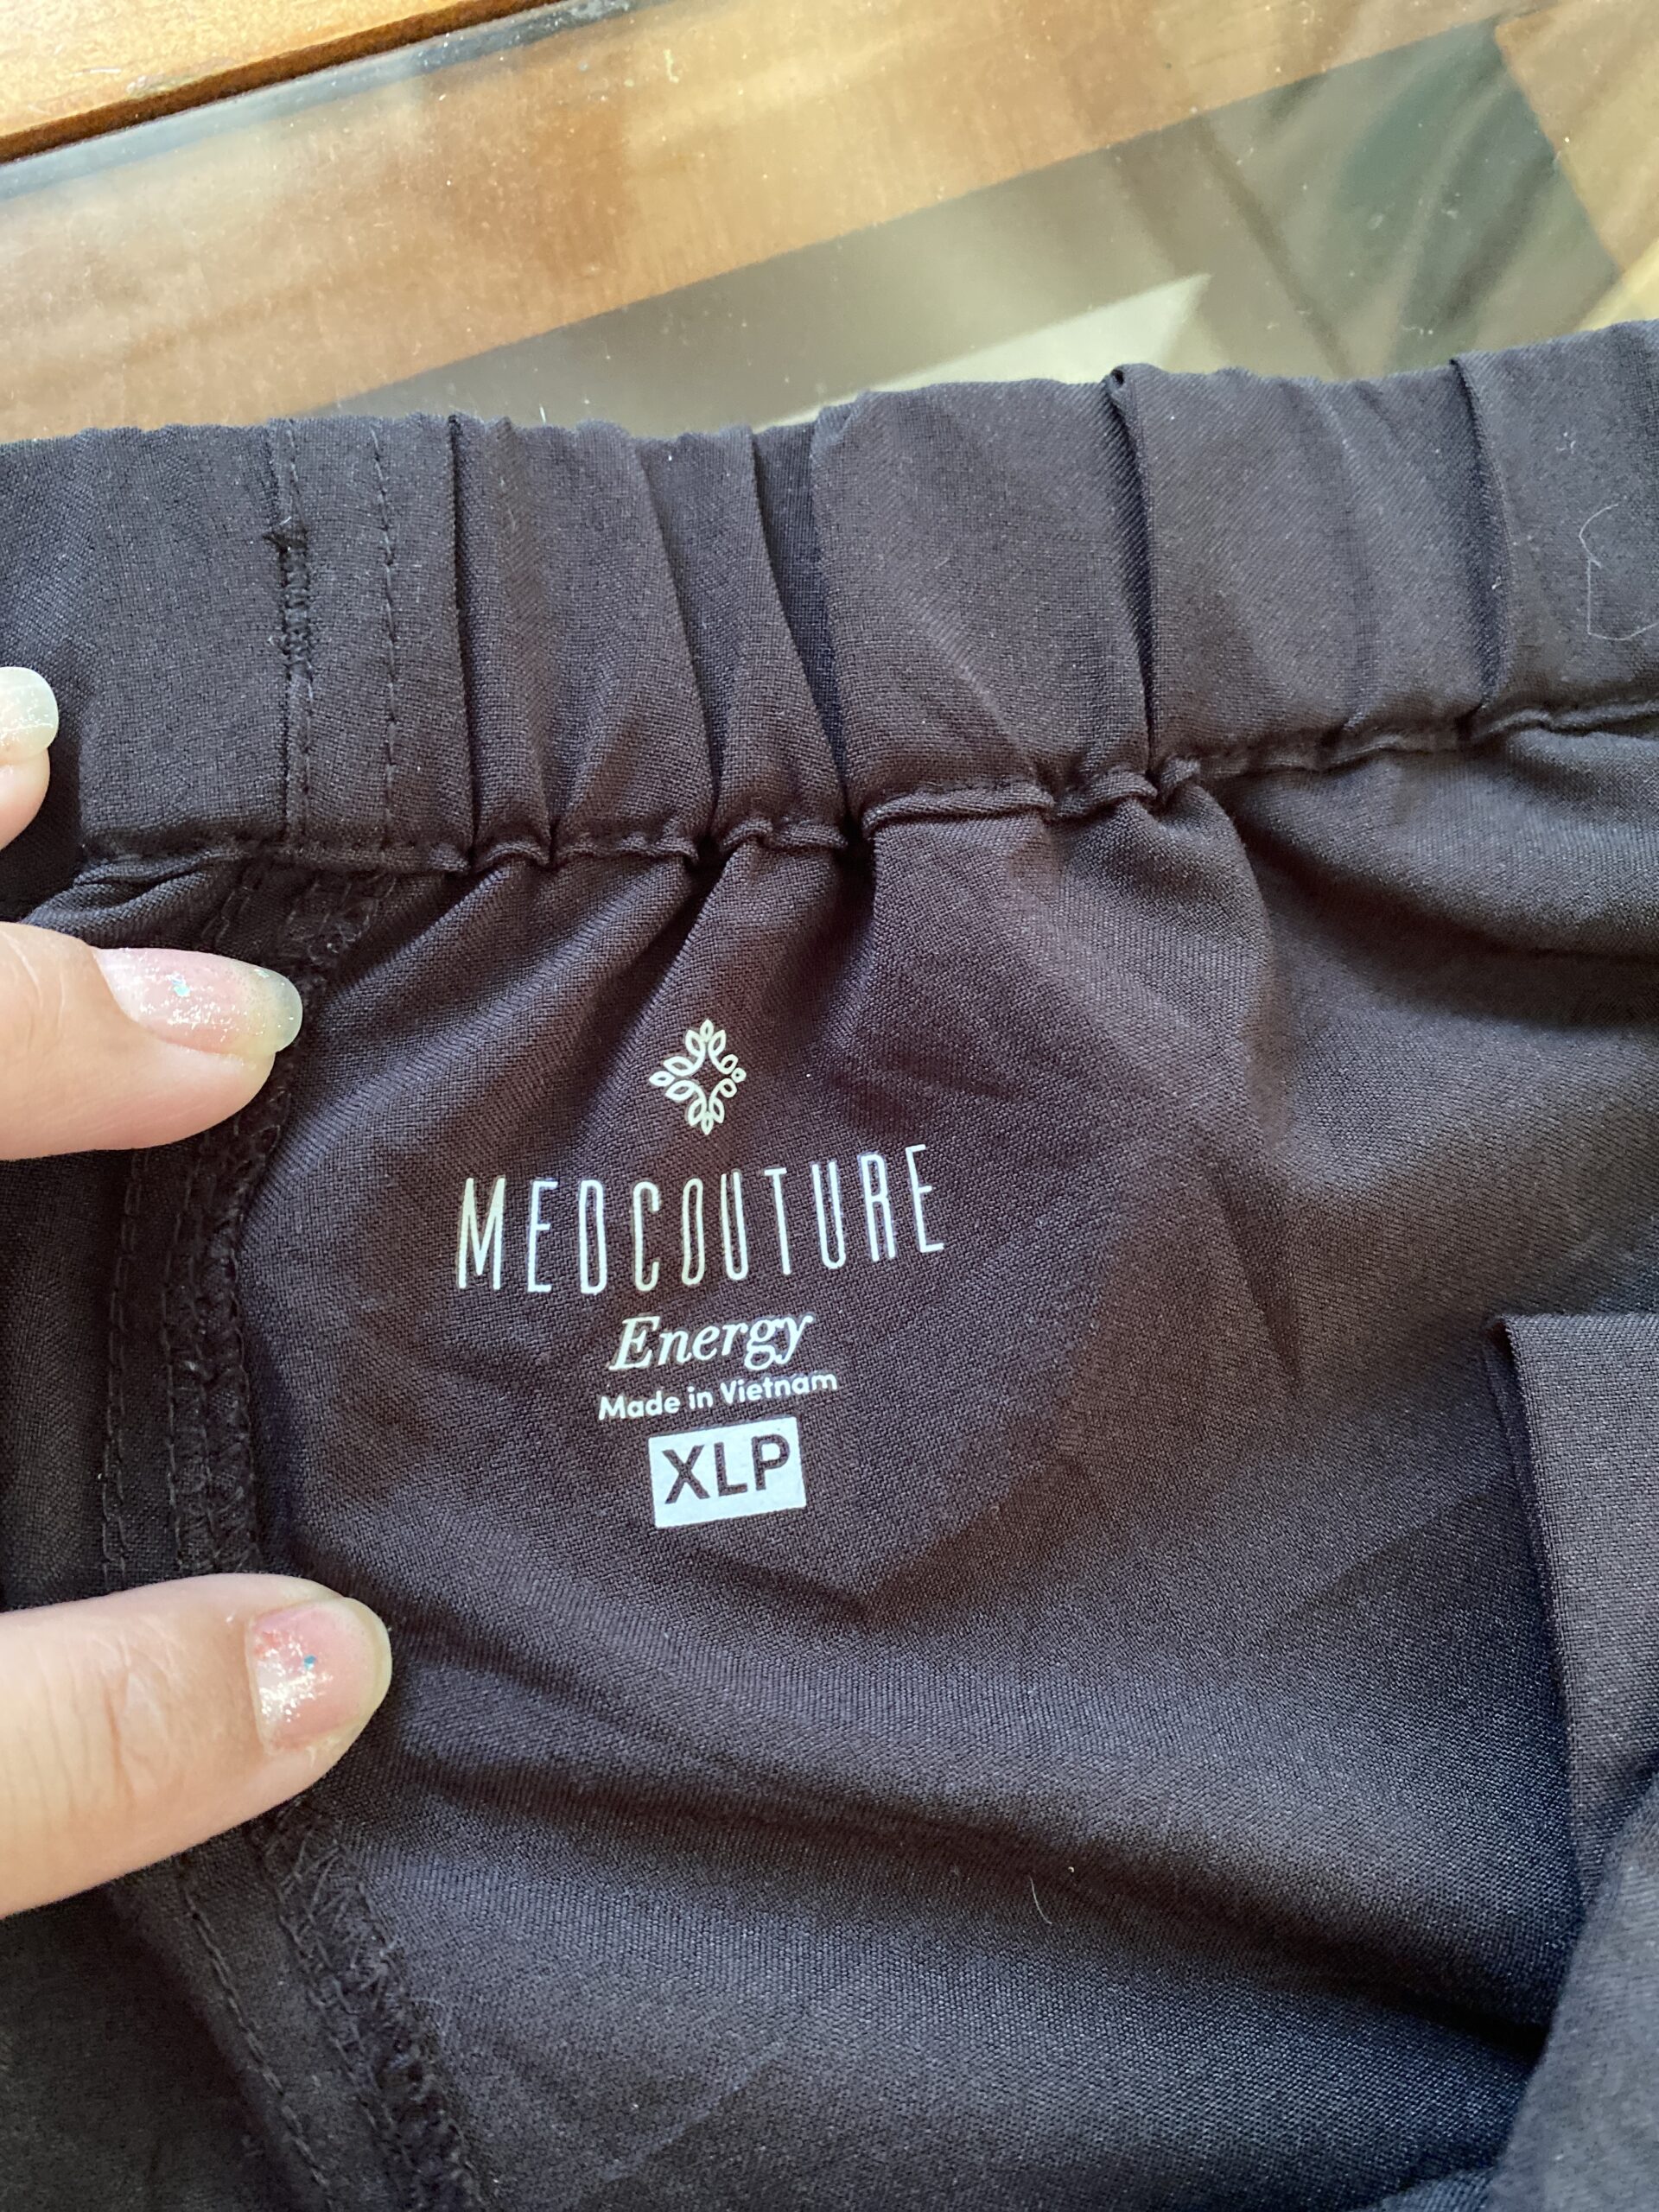 MEDCOUTURE
Energy
Made in Vietnam
XLP